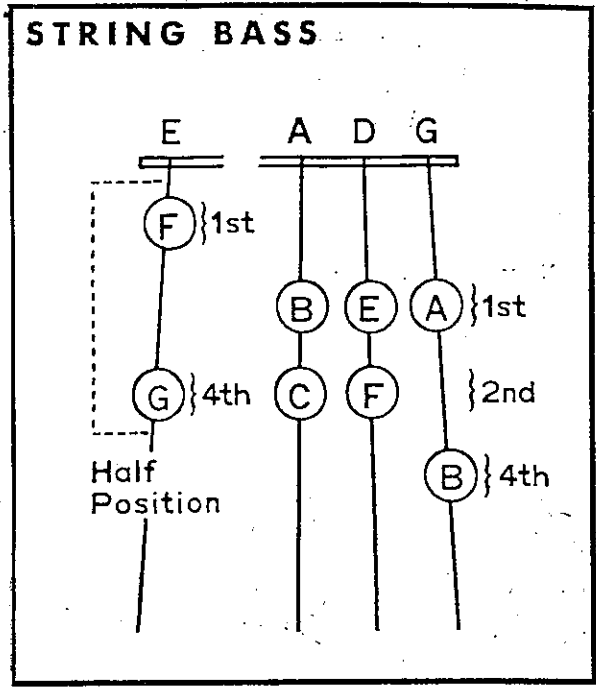 STRING BASS
E A D G
F }1st
B E A }1st
G }4th C F }2nd
B }4th
Half
Position